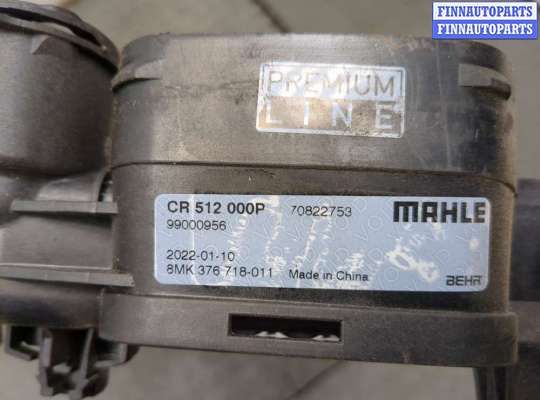 FINNAUTOPARTS
FINNAUTOPARTS
FINNAUTOPARTS
PREMIUM
LINE
CR 512 000P 70822753 MAHLE
99000956
2022-01-10
8MK 376 718-011 Made in China BEHR